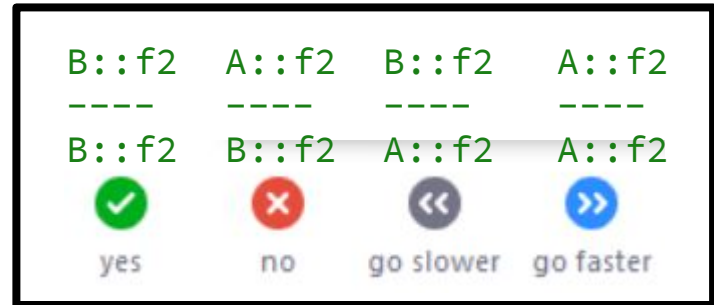 B::f2 A::f2 B::f2 A::f2
---- ---- ---- ----
B::f2 B::f2 A::f2 A::f2
yes no go slower go faster